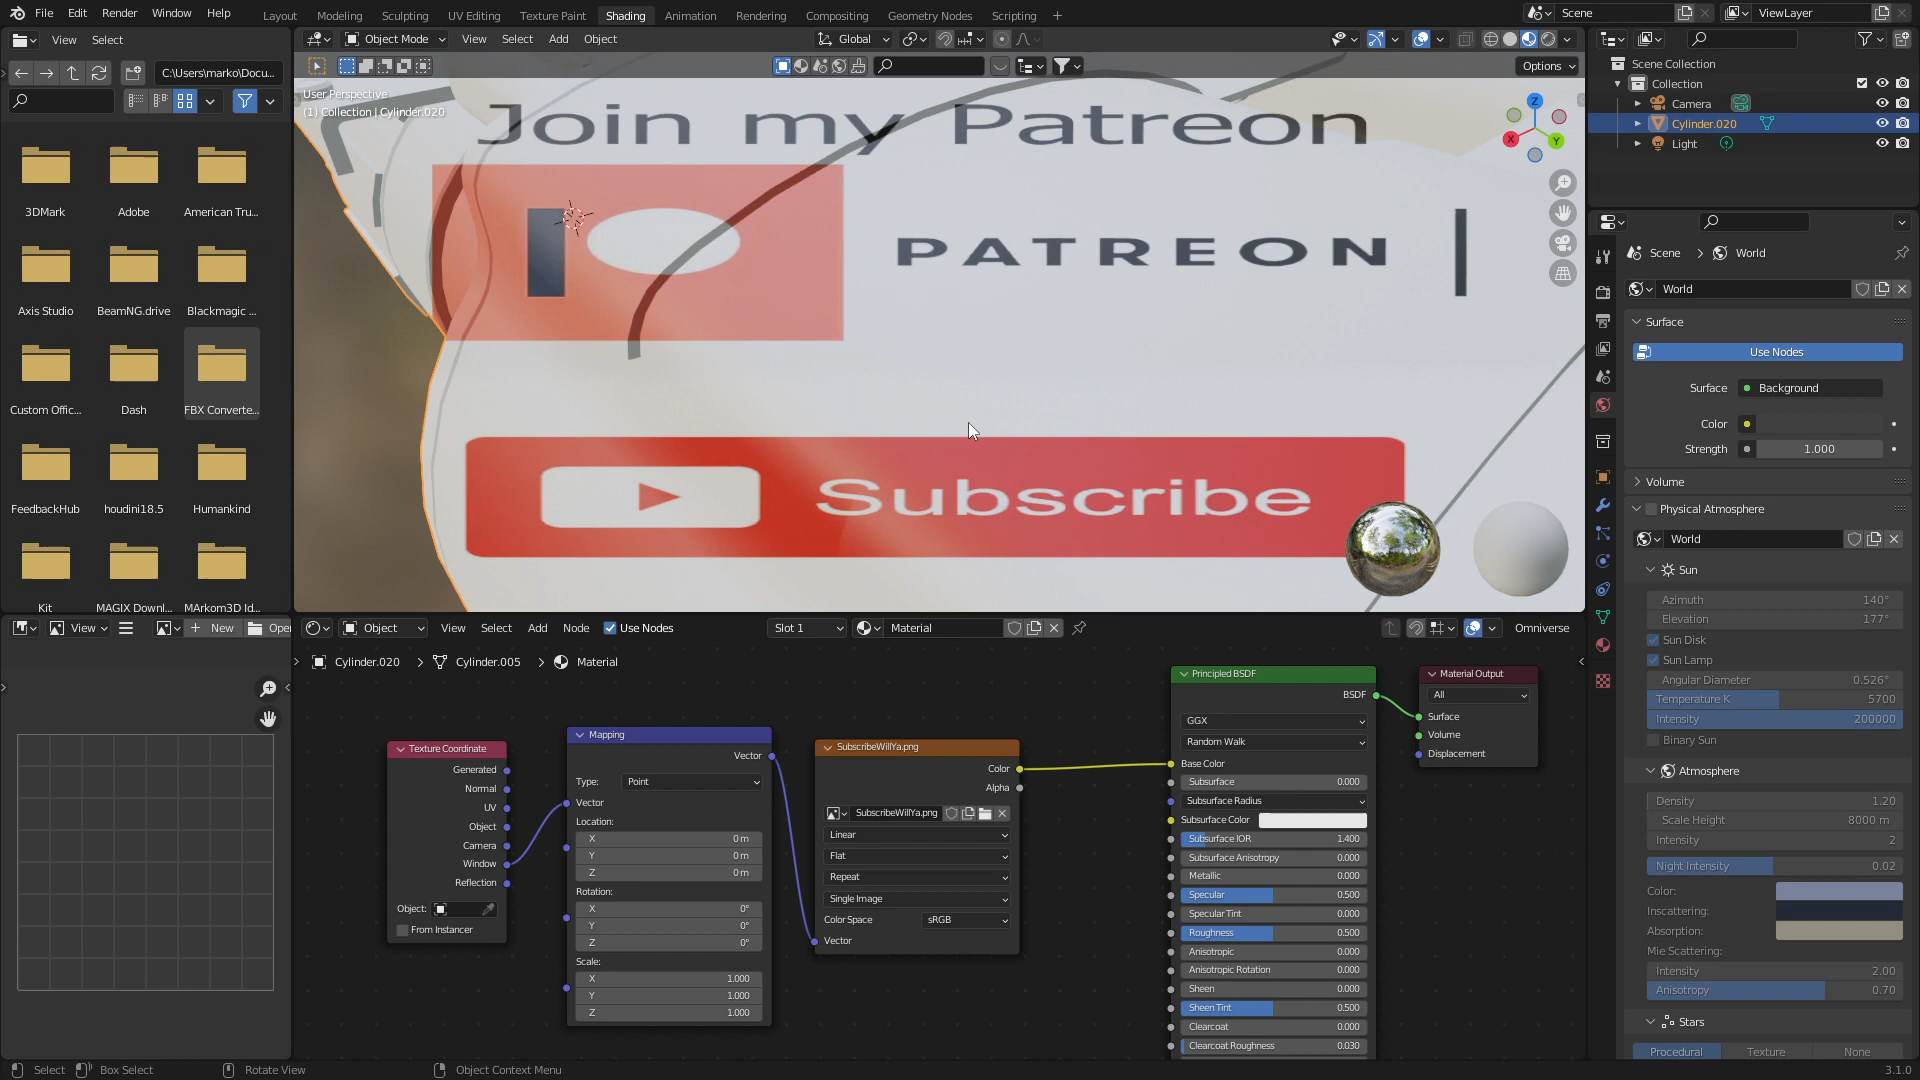 File Edit Render Window Help
Layout Modeling Sculpting UV Editing Texture Paint Shading Animation Rendering Compositing Geometry Nodes Scripting
Scene ViewLayer
View Select
Object Mode View Select Add Object Global
C:\Users\marko\Docu...
Options
User Perspective
(1) Collection | Cylinder.020
Join my Patreon
PATREON
Subscribe
X Y Z
3DMark Adobe American Tru...
Axis Studio BeamNG.drive Blackmagic ...
Custom Offic... Dash FBX Converte...
FeedbackHub houdini18.5 Humankind
Kit MAGIX Downl... MArkom3D Id...
Scene Collection
Collection
Camera
Cylinder.020
Light
Scene > World
World
Surface
Use Nodes
Surface Background
Color
Strength 1.000
Volume
Physical Atmosphere
World
Sun
Azimuth 140°
Elevation 177°
Sun Disk
Sun Lamp
Angular Diameter 0.526°
Temperature K 5700
Intensity 200000
Binary Sun
Atmosphere
Density 1.20
Scale Height 8000 m
Intensity 2
Night Intensity 0.02
Color:
Inscattering:
Absorption:
Mie Scattering:
Intensity 2.00
Anisotropy 0.70
Stars
Procedural Texture None
View New Open
Object View Select Add Node Use Nodes Slot 1 Material Omniverse
Cylinder.020 > Cylinder.005 > Material
Texture Coordinate
Generated
Normal
UV
Object
Camera
Window
Reflection
Object:
From Instancer
Mapping
Vector
Type: Point
Vector
Location:
X 0 m
Y 0 m
Z 0 m
Rotation:
X 0°
Y 0°
Z 0°
Scale:
X 1.000
Y 1.000
Z 1.000
SubscribeWillYa.png
Color
Alpha
SubscribeWillYa.png
Linear
Flat
Repeat
Single Image
Color Space sRGB
Vector
Principled BSDF
BSDF
GGX
Random Walk
Base Color
Subsurface 0.000
Subsurface Radius
Subsurface Color
Subsurface IOR 1.400
Subsurface Anisotropy 0.000
Metallic 0.000
Specular 0.500
Specular Tint 0.000
Roughness 0.500
Anisotropic 0.000
Anisotropic Rotation 0.000
Sheen 0.000
Sheen Tint 0.500
Clearcoat 0.000
Clearcoat Roughness 0.030
Material Output
All
Surface
Volume
Displacement
Select Box Select Rotate View Object Context Menu 3.1.0